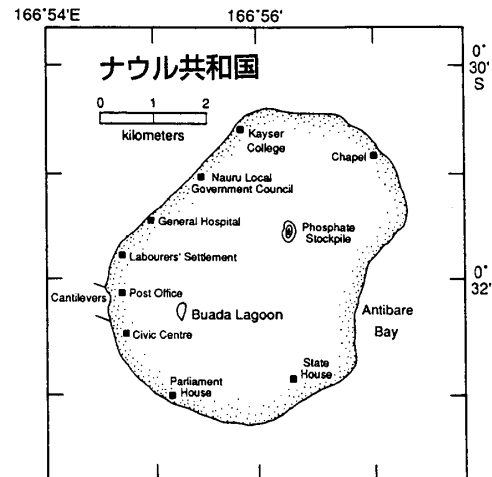 166°54'E
166°56'
0°
30'
S
ナウル共和国
0 1 2
kilometers
Kayser
College
Chapel
Nauru Local
Government Council
General Hospital
Phosphate
Stockpile
Labourers' Settlement
32'
Cantilevers
Post Office
Buada Lagoon
Antibare
Bay
Civic Centre
State
House
Parliament
House